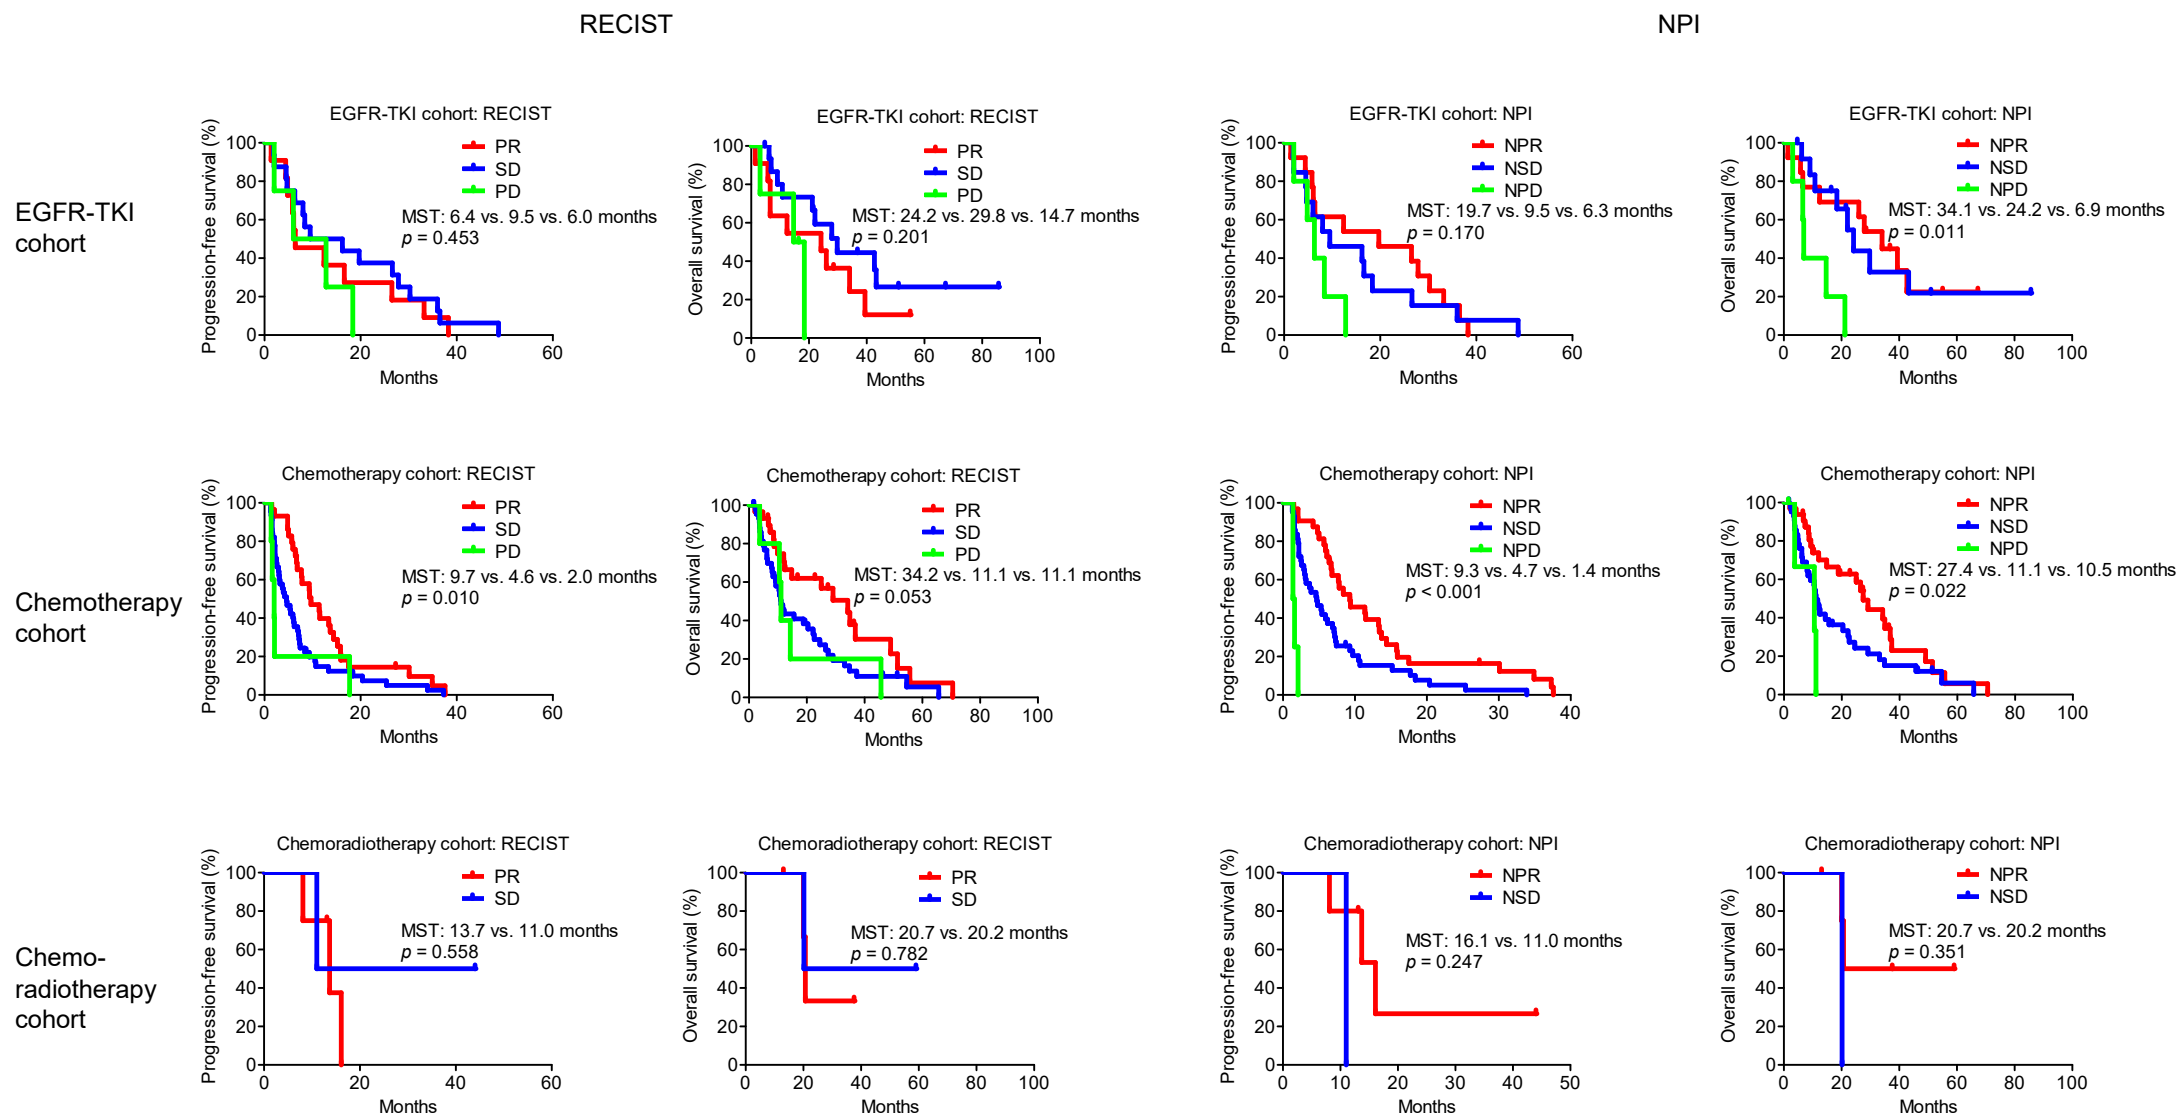 RECIST
NPI
EGFR-TKI
cohort
EGFR-TKI cohort: RECIST
Progression-free survival (%)
100
80
60
40
20
0
PR
SD
PD
MST: 6.4 vs. 9.5 vs. 6.0 months
p = 0.453
0 20 40 60
Months
EGFR-TKI cohort: RECIST
Overall survival (%)
100
80
60
40
20
0
PR
SD
PD
MST: 24.2 vs. 29.8 vs. 14.7 months
p = 0.201
0 20 40 60 80 100
Months
EGFR-TKI cohort: NPI
Progression-free survival (%)
100
80
60
40
20
0
NPR
NSD
NPD
MST: 19.7 vs. 9.5 vs. 6.3 months
p = 0.170
0 20 40 60
Months
EGFR-TKI cohort: NPI
Overall survival (%)
100
80
60
40
20
0
NPR
NSD
NPD
MST: 34.1 vs. 24.2 vs. 6.9 months
p = 0.011
0 20 40 60 80 100
Months
Chemotherapy
cohort
Chemotherapy cohort: RECIST
Progression-free survival (%)
100
80
60
40
20
0
PR
SD
PD
MST: 9.7 vs. 4.6 vs. 2.0 months
p = 0.010
0 20 40 60
Months
Chemotherapy cohort: RECIST
Overall survival (%)
100
80
60
40
20
0
PR
SD
PD
MST: 34.2 vs. 11.1 vs. 11.1 months
p = 0.053
0 20 40 60 80 100
Months
Chemotherapy cohort: NPI
Progression-free survival (%)
100
80
60
40
20
0
NPR
NSD
NPD
MST: 9.3 vs. 4.7 vs. 1.4 months
p < 0.001
0 10 20 30 40
Months
Chemotherapy cohort: NPI
Overall survival (%)
100
80
60
40
20
0
NPR
NSD
NPD
MST: 27.4 vs. 11.1 vs. 10.5 months
p = 0.022
0 20 40 60 80 100
Months
Chemo-
radiotherapy
cohort
Chemoradiotherapy cohort: RECIST
Progression-free survival (%)
100
80
60
40
20
0
PR
SD
MST: 13.7 vs. 11.0 months
p = 0.558
0 20 40 60
Months
Chemoradiotherapy cohort: RECIST
Overall survival (%)
100
80
60
40
20
0
PR
SD
MST: 20.7 vs. 20.2 months
p = 0.782
0 20 40 60 80 100
Months
Chemoradiotherapy cohort: NPI
Progression-free survival (%)
100
80
60
40
20
0
NPR
NSD
MST: 16.1 vs. 11.0 months
p = 0.247
0 10 20 30 40 50
Months
Chemoradiotherapy cohort: NPI
Overall survival (%)
100
80
60
40
20
0
NPR
NSD
MST: 20.7 vs. 20.2 months
p = 0.351
0 20 40 60 80 100
Months